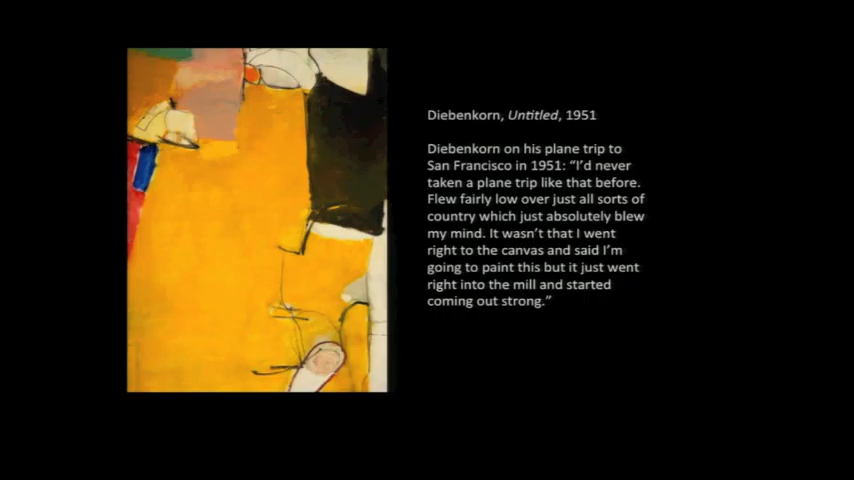 Diebenkorn, Untitled, 1951
Diebenkorn on his plane trip to
San Francisco in 1951: “I’d never
taken a plane trip like that before.
Flew fairly low over just all sorts of
country which just absolutely blew
my mind. It wasn’t that I went
right to the canvas and said I’m
going to paint this but it just went
right into the mill and started
coming out strong.”